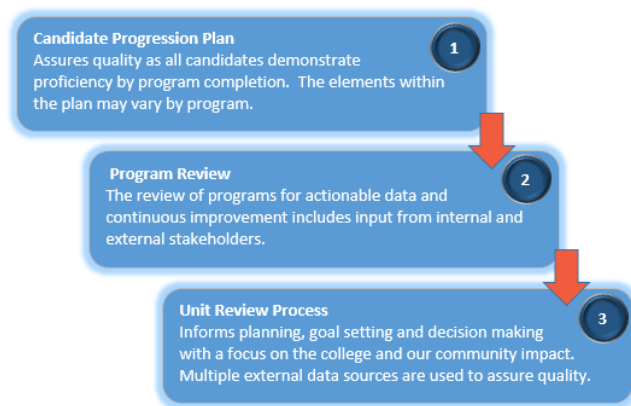 Candidate Progression Plan
1
Assures quality as all candidates demonstrate
proficiency by program completion. The elements within
the plan may vary by program.
Program Review
2
The review of programs for actionable data and
continuous improvement includes input from internal and
external stakeholders.
Unit Review Process
3
Informs planning, goal setting and decision making
with a focus on the college and our community impact.
Multiple external data sources are used to assure quality.